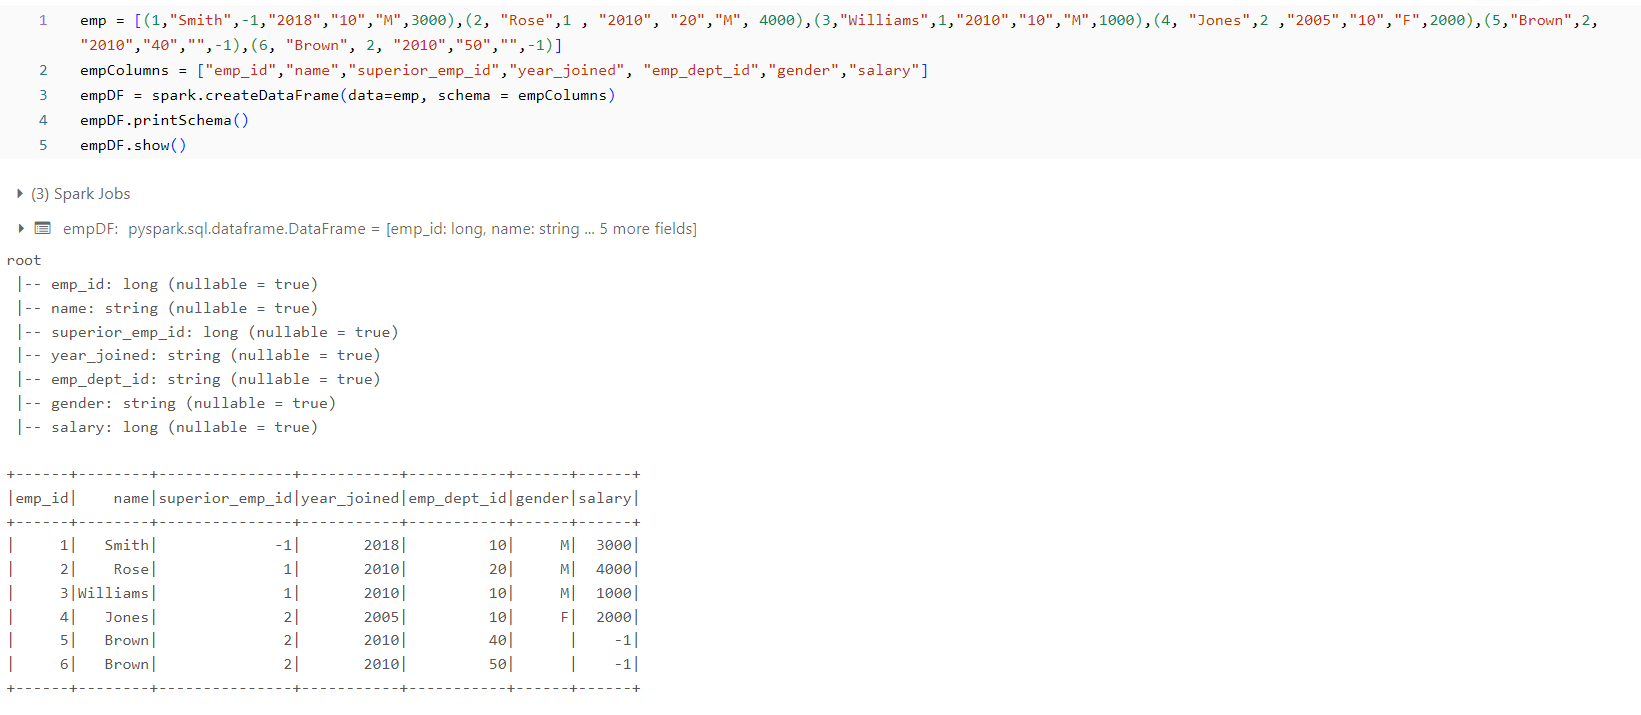 1 emp = [(1,"Smith",-1,"2018","10","M",3000),(2, "Rose",1 , "2010", "20","M", 4000),(3,"Williams",1,"2010","10","M",1000),(4, "Jones",2 ,"2005","10","F",2000),(5,"Brown",2,
"2010","40","",-1),(6, "Brown", 2, "2010","50","",-1)]
2 empColumns = ["emp_id","name","superior_emp_id","year_joined", "emp_dept_id","gender","salary"]
3 empDF = spark.createDataFrame(data=emp, schema = empColumns)
4 empDF.printSchema()
5 empDF.show()
(3) Spark Jobs
empDF: pyspark.sql.dataframe.DataFrame = [emp_id: long, name: string ... 5 more fields]
root
|-- emp_id: long (nullable = true)
|-- name: string (nullable = true)
|-- superior_emp_id: long (nullable = true)
|-- year_joined: string (nullable = true)
|-- emp_dept_id: string (nullable = true)
|-- gender: string (nullable = true)
|-- salary: long (nullable = true)
+------+--------+---------------+-----------+-----------+------+------+
|emp_id|    name|superior_emp_id|year_joined|emp_dept_id|gender|salary|
+------+--------+---------------+-----------+-----------+------+------+
|     1|   Smith|             -1|       2018|         10|     M|  3000|
|     2|    Rose|              1|       2010|         20|     M|  4000|
|     3|Williams|              1|       2010|         10|     M|  1000|
|     4|   Jones|              2|       2005|         10|     F|  2000|
|     5|   Brown|              2|       2010|         40|      |    -1|
|     6|   Brown|              2|       2010|         50|      |    -1|
+------+--------+---------------+-----------+-----------+------+------+